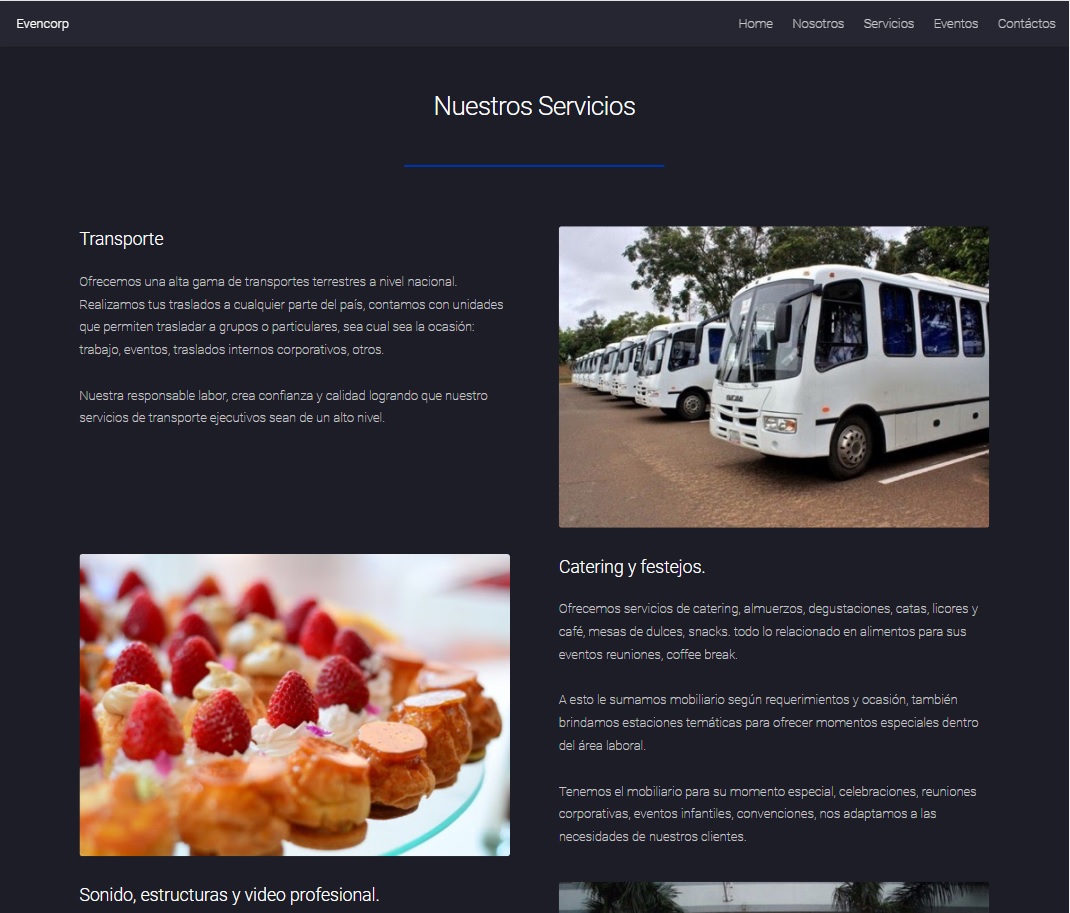 Evencorp
Home Nosotros Servicios Eventos Contáctos
Nuestros Servicios
Transporte
Ofrecemos una alta gama de transportes terrestres a nivel nacional.
Realizamos tus traslados a cualquier parte del país, contamos con unidades
que permiten trasladar a grupos o particulares, sea cual sea la ocasión:
trabajo, eventos, traslados internos corporativos, otros.
Nuestra responsable labor, crea confianza y calidad logrando que nuestro
servicios de transporte ejecutivos sean de un alto nivel.
Catering y festejos.
Ofrecemos servicios de catering, almuerzos, degustaciones, catas, licores y
café, mesas de dulces, snacks. todo lo relacionado en alimentos para sus
eventos reuniones, coffee break.
A esto le sumamos mobiliario según requerimientos y ocasión, también
brindamos estaciones temáticas para ofrecer momentos especiales dentro
del área laboral.
Tenemos el mobiliario para su momento especial, celebraciones, reuniones
corporativas, eventos infantiles, convenciones, nos adaptamos a las
necesidades de nuestros clientes.
Sonido, estructuras y video profesional.